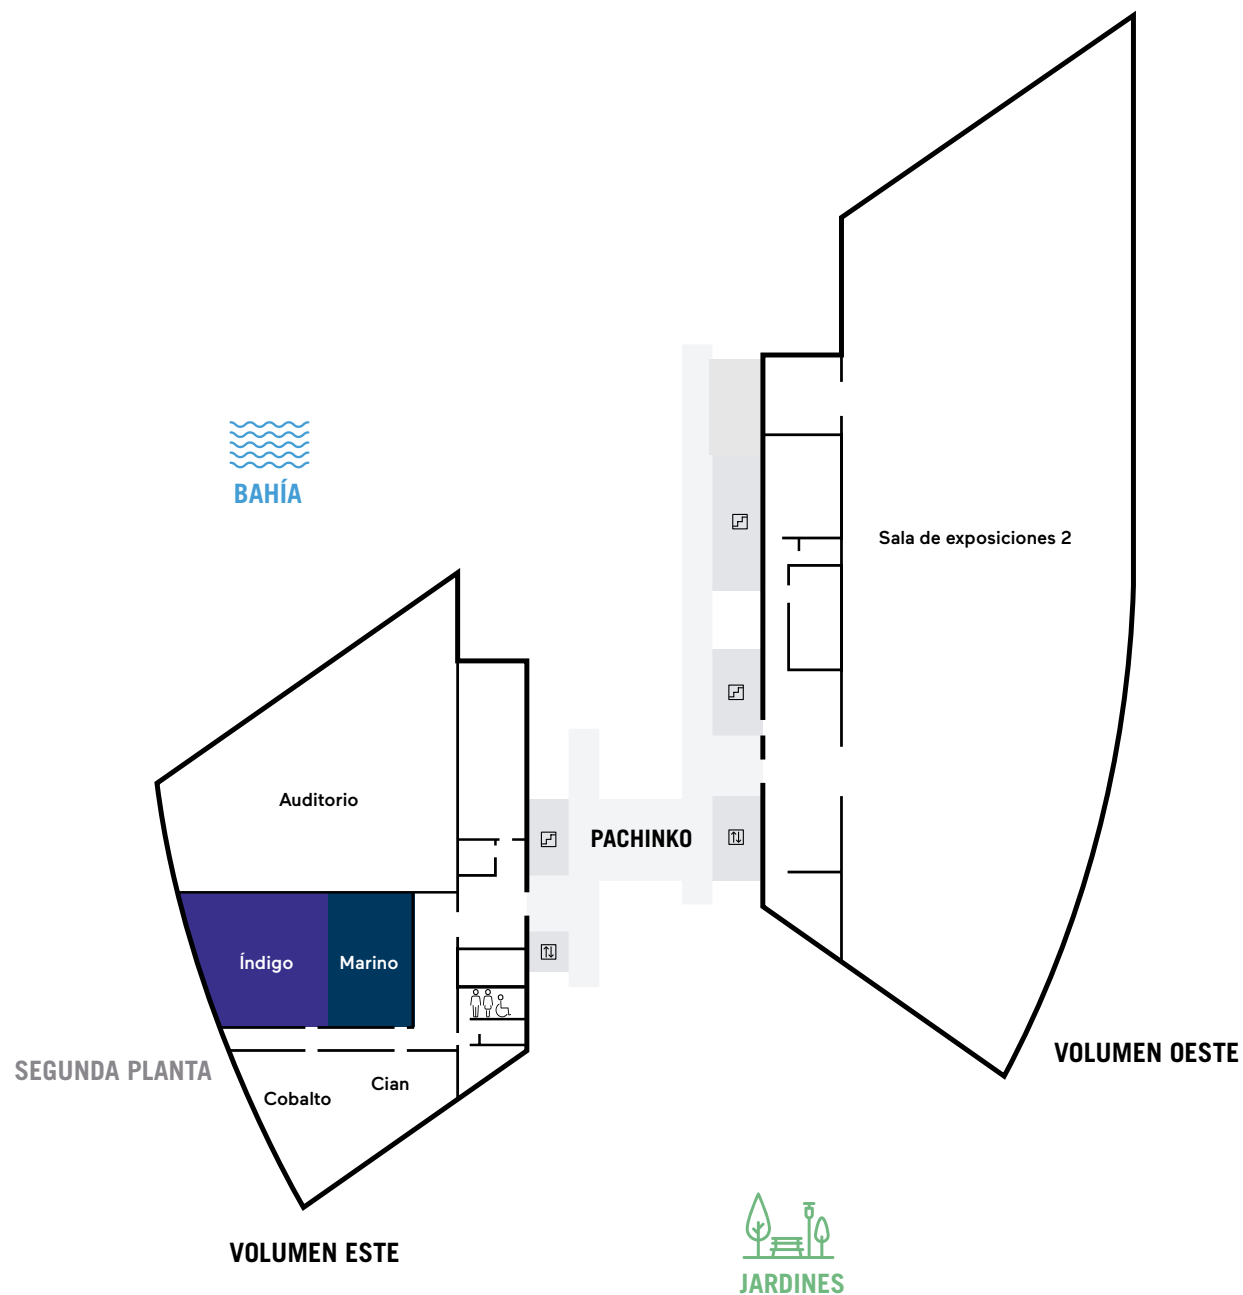 BAHÍA
Sala de exposiciones 2
Auditorio
PACHINKO
Índigo
Marino
SEGUNDA PLANTA
Cian
Cobalto
VOLUMEN OESTE
VOLUMEN ESTE
JARDINES